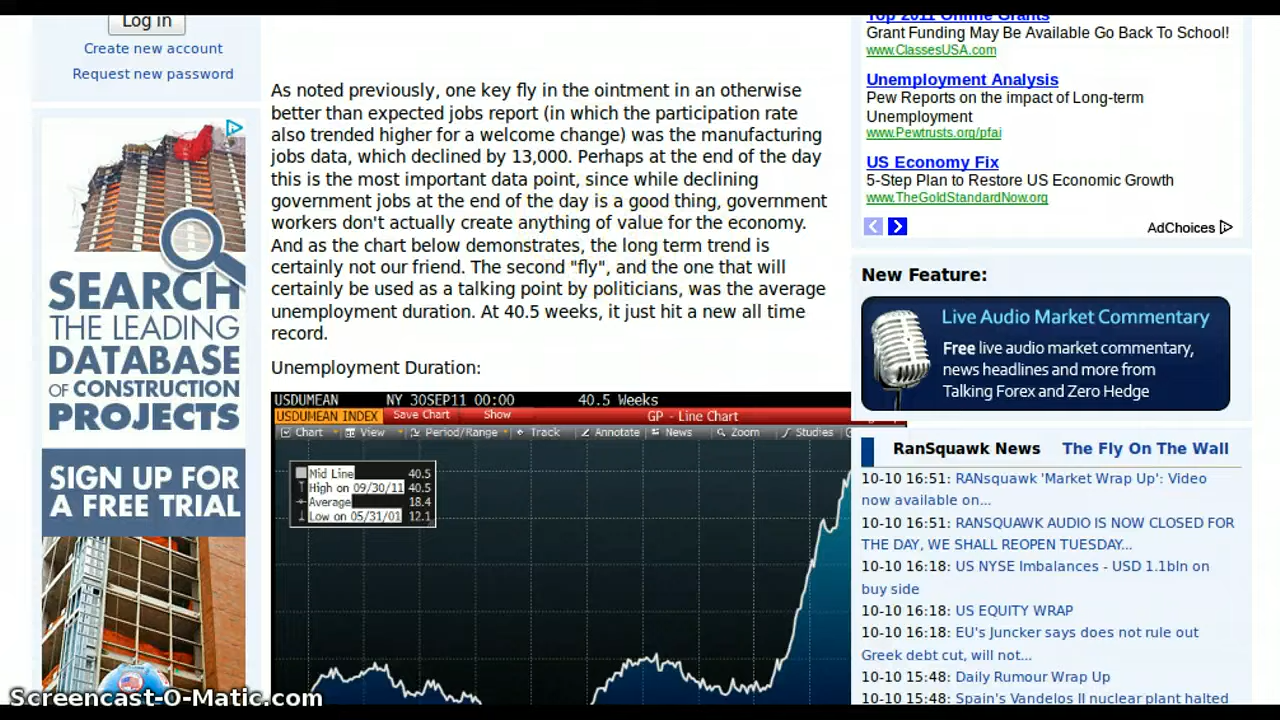 Log in
Create new account
Request new password
SEARCH
THE LEADING
DATABASE
OF CONSTRUCTION
PROJECTS
SIGN UP FOR
A FREE TRIAL
As noted previously, one key fly in the ointment in an otherwise
better than expected jobs report (in which the participation rate
also trended higher for a welcome change) was the manufacturing
jobs data, which declined by 13,000. Perhaps at the end of the day
this is the most important data point, since while declining
government jobs at the end of the day is a good thing, government
workers don't actually create anything of value for the economy.
And as the chart below demonstrates, the long term trend is
certainly not our friend. The second "fly", and the one that will
certainly be used as a talking point by politicians, was the average
unemployment duration. At 40.5 weeks, it just hit a new all time
record.
Unemployment Duration:
USDUMEAN NY 30SEP11 00:00 40.5 Weeks
USDUMEAN INDEX Save Chart Show GP - Line Chart
Chart View Period/Range Track Annotate News Zoom Studies
Mid Line 40.5
High on 09/30/11 40.5
Average 18.4
Low on 05/31/01 12.1
Top 2011 Online Grants
Grant Funding May Be Available Go Back To School!
www.ClassesUSA.com
Unemployment Analysis
Pew Reports on the impact of Long-term
Unemployment
www.Pewtrusts.org/pfai
US Economy Fix
5-Step Plan to Restore US Economic Growth
www.TheGoldStandardNow.org
AdChoices
New Feature:
Live Audio Market Commentary
Free live audio market commentary,
news headlines and more from
Talking Forex and Zero Hedge
RanSquawk News The Fly On The Wall
10-10 16:51: RANsquawk 'Market Wrap Up': Video
now available on...
10-10 16:51: RANSQUAWK AUDIO IS NOW CLOSED FOR
THE DAY, WE SHALL REOPEN TUESDAY...
10-10 16:18: US NYSE Imbalances - USD 1.1bln on
buy side
10-10 16:18: US EQUITY WRAP
10-10 16:18: EU's Juncker says does not rule out
Greek debt cut, will not...
10-10 15:48: Daily Rumour Wrap Up
10-10 15:48: Spain's Vandelos II nuclear plant halted
Screencast-O-Matic.com